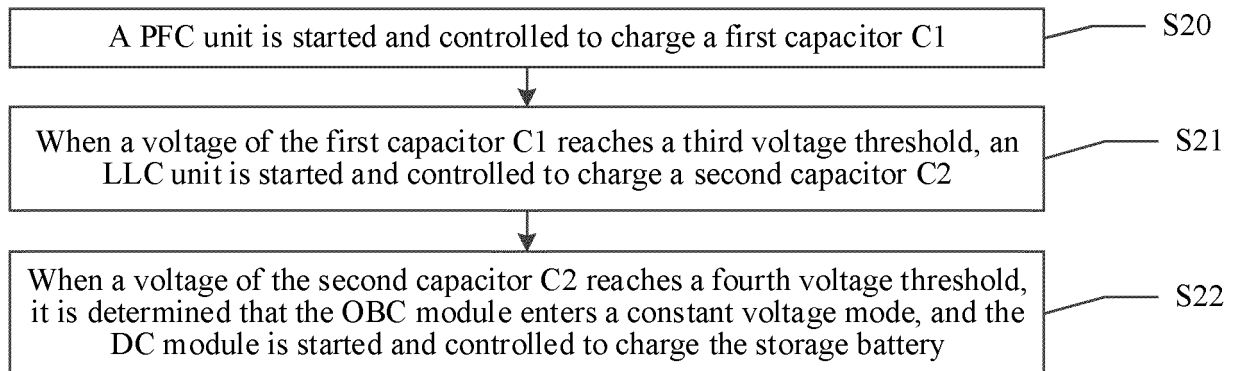 A PFC unit is started and controlled to charge a first capacitor C1
S20
When a voltage of the first capacitor C1 reaches a third voltage threshold, an
LLC unit is started and controlled to charge a second capacitor C2
S21
When a voltage of the second capacitor C2 reaches a fourth voltage threshold,
it is determined that the OBC module enters a constant voltage mode, and the
DC module is started and controlled to charge the storage battery
S22